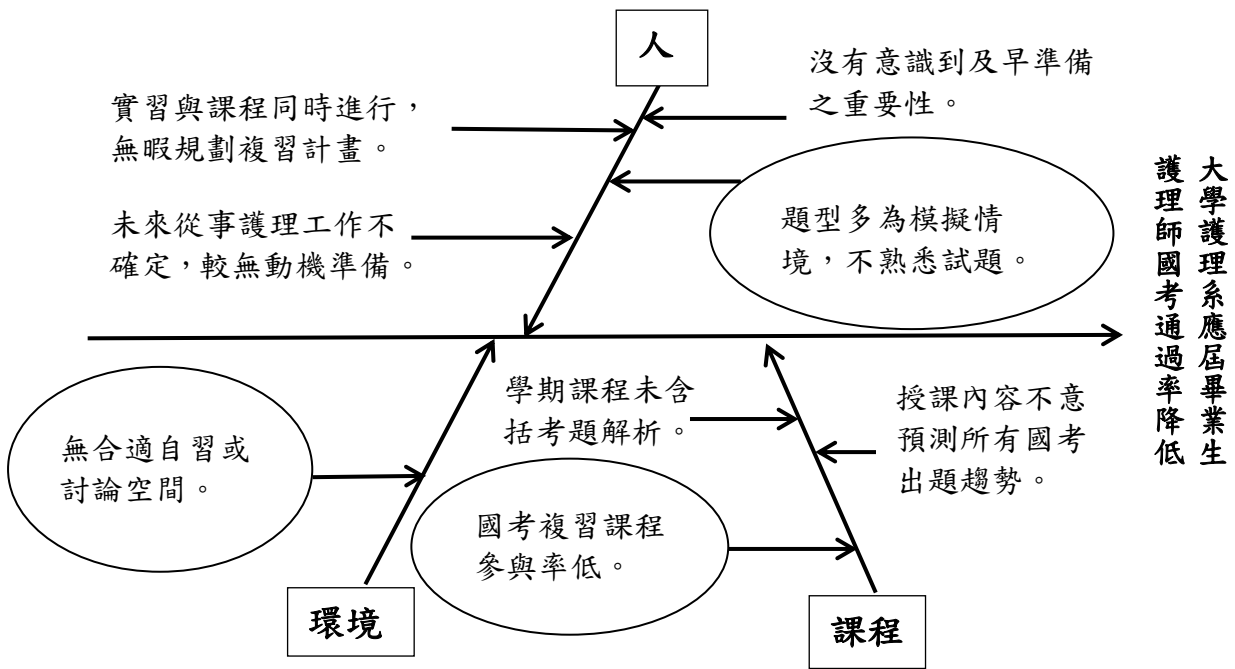 人
沒有意識到及早準備
之重要性。
實習與課程同時進行，
無暇規劃複習計畫。
題型多為模擬情
境，不熟悉試題。
未來從事護理工作不
確定，較無動機準備。
大學護理系應屆畢業生
護理師國考通過率降低
學期課程未含
括考題解析。
授課內容不意
預測所有國考
出題趨勢。
無合適自習或
討論空間。
國考複習課程
參與率低。
環境
課程